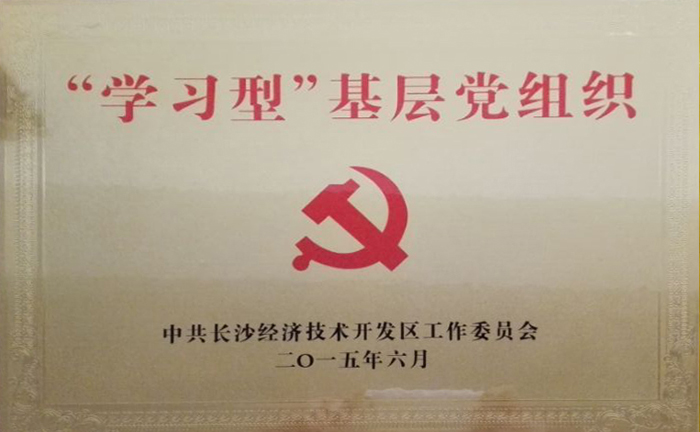 “学习型”基层党组织
中共长沙经济技术开发区工作委员会
二〇一五年六月